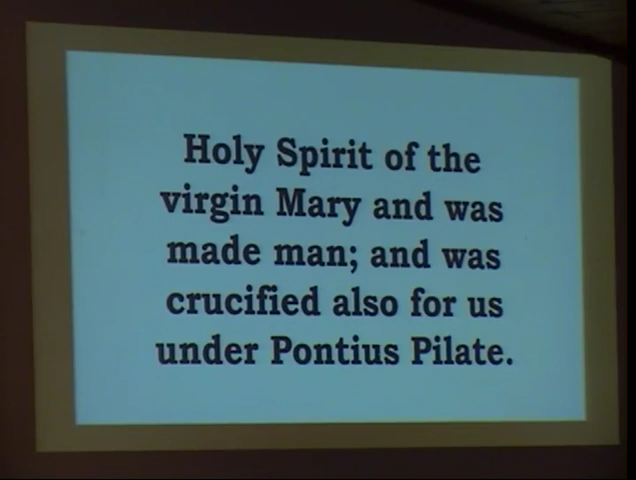 Holy Spirit of the
virgin Mary and was
made man; and was
crucified also for us
under Pontius Pilate.